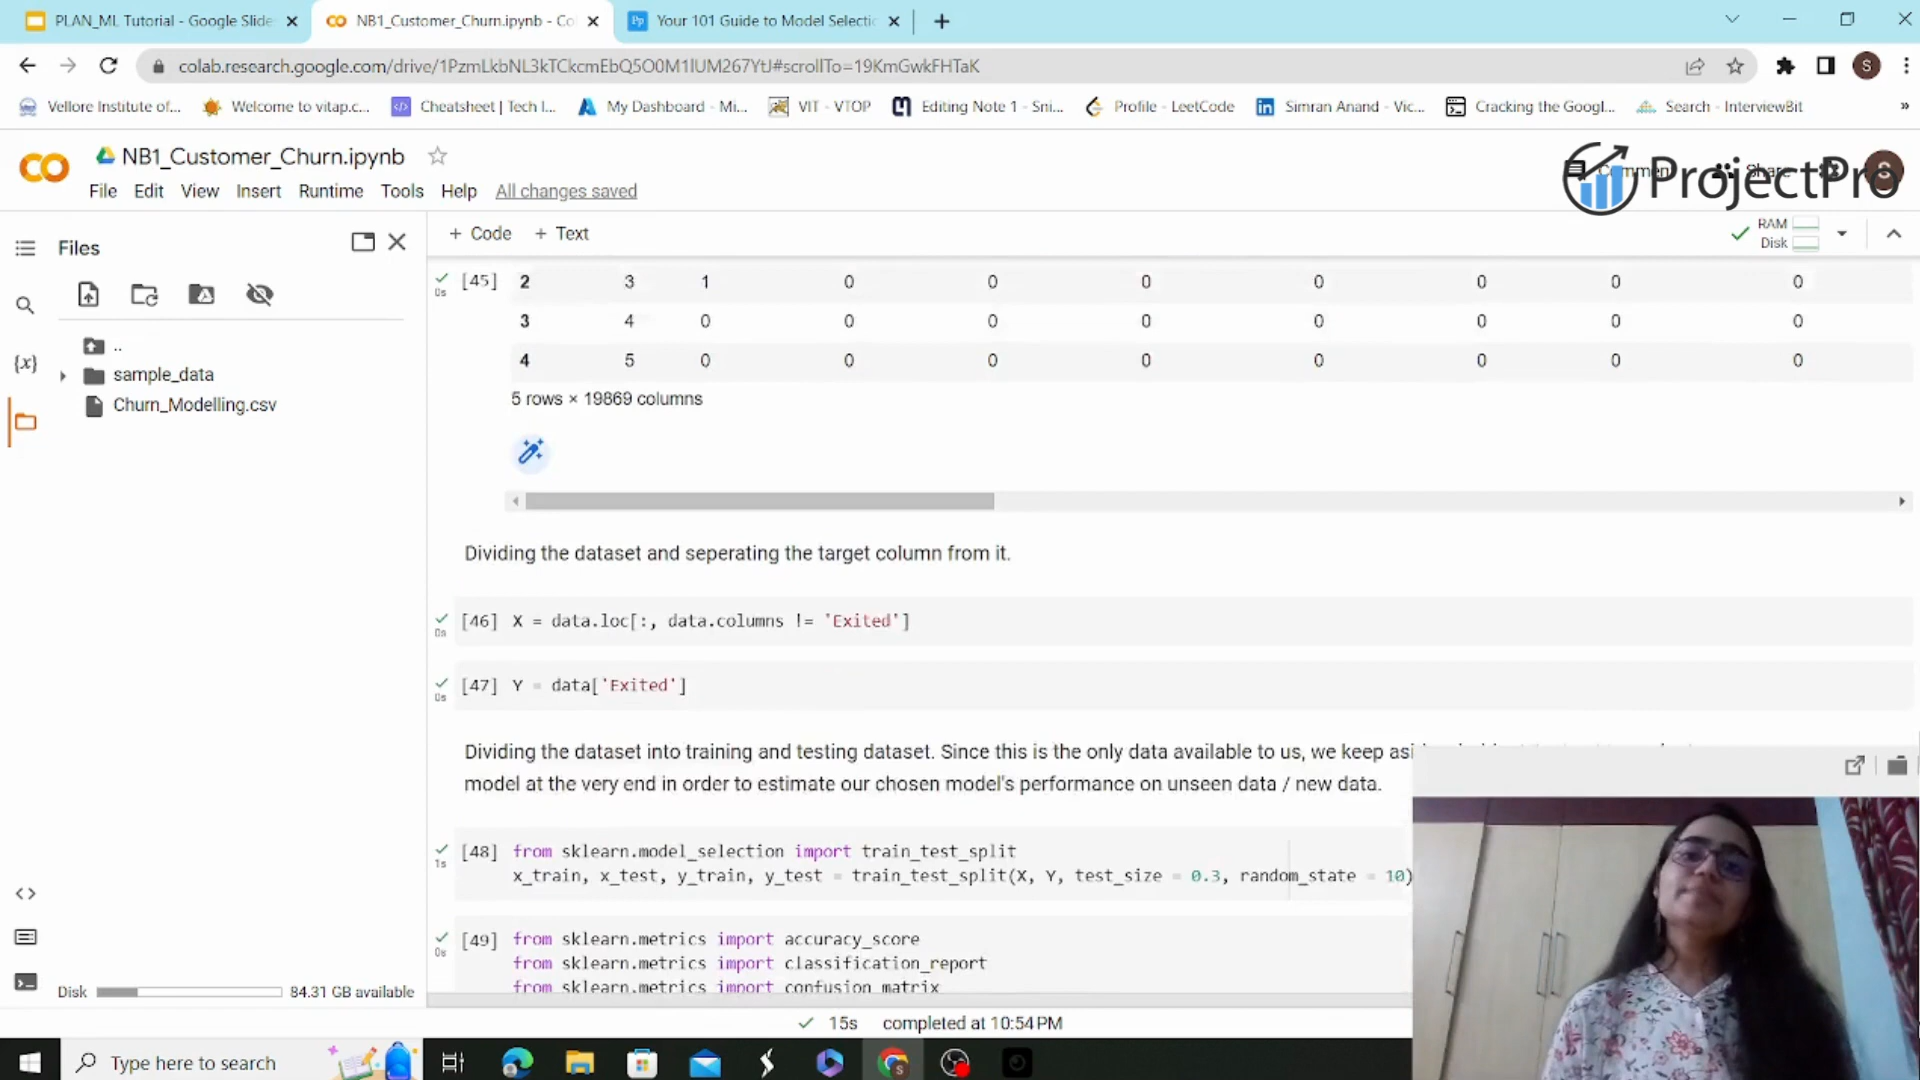 PLAN_ML Tutorial - Google Slide
NB1_Customer_Churn.ipynb - Co
Your 101 Guide to Model Selectio
colab.research.google.com/drive/1PzmLkbNL3kTCkcmEbQ5O0M1lUM267YtJ#scrollTo=19KmGwkFHTaK
S
Vellore Institute of...
Welcome to vitap.c...
Cheatsheet | Tech I...
My Dashboard - Mi...
VIT - VTOP
Editing Note 1 - Sni...
Profile - LeetCode
Simran Anand - Vic...
Cracking the Googl...
Search - InterviewBit
»
NB1_Customer_Churn.ipynb
File Edit View Insert Runtime Tools Help All changes saved
Comment
Share
ProjectPro
Files
+ Code + Text
RAM
Disk
..
sample_data
Churn_Modelling.csv
{x}
[45] 2 3 1 0 0 0 0 0 0 0
0s
3 4 0 0 0 0 0 0 0 0
4 5 0 0 0 0 0 0 0 0
5 rows × 19869 columns
Dividing the dataset and seperating the target column from it.
[46] X = data.loc[:, data.columns != 'Exited']
0s
[47] Y = data['Exited']
0s
Dividing the dataset into training and testing dataset. Since this is the only data available to us, we keep
model at the very end in order to estimate our chosen model's performance on unseen data / new data.
[48] from sklearn.model_selection import train_test_split
1s
x_train, x_test, y_train, y_test = train_test_split(X, Y, test_size = 0.3, random_state = 10)
[49] from sklearn.metrics import accuracy_score
0s
from sklearn.metrics import classification_report
from sklearn.metrics import confusion_matrix
Disk 84.31 GB available
15s completed at 10:54 PM
Type here to search